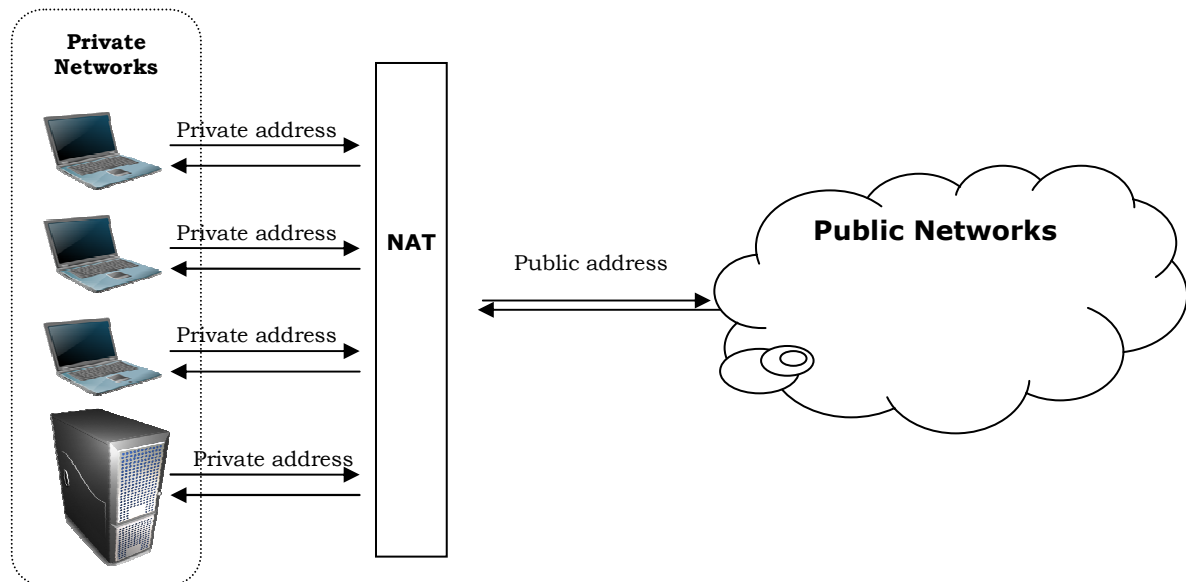 Private
Networks
Private address
Private address
NAT
Public Networks
Public address
Private address
Private address